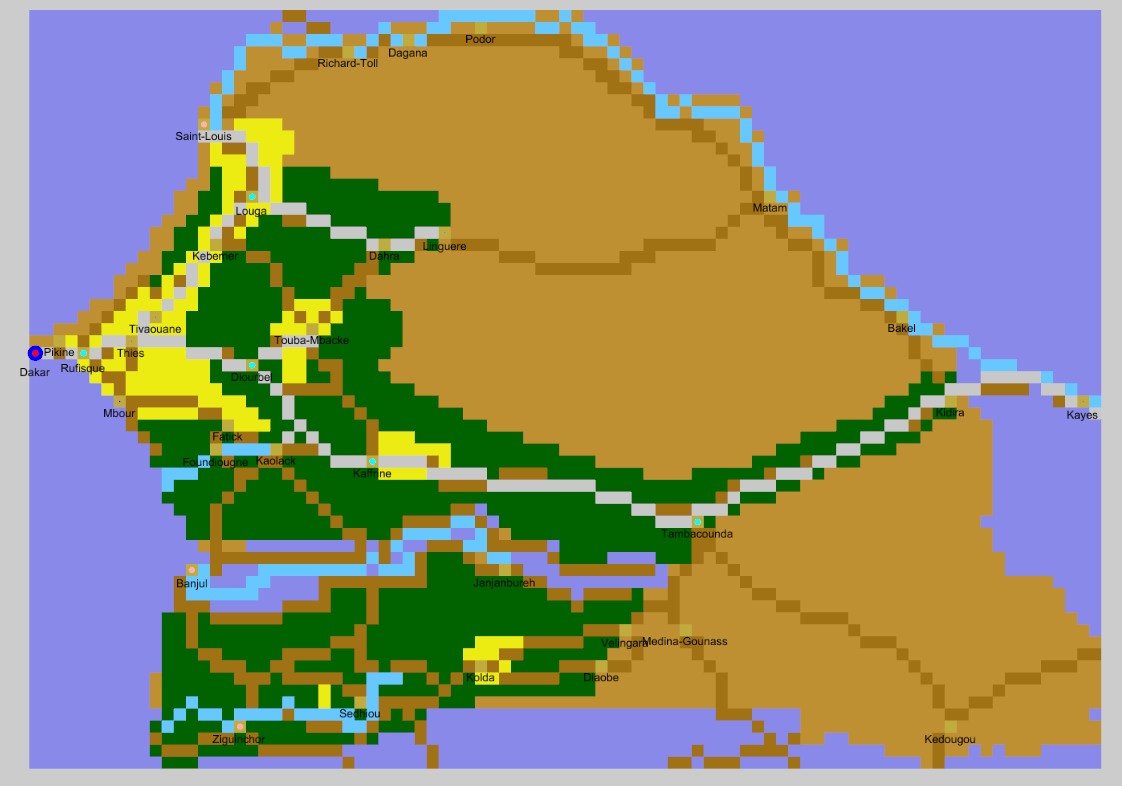 Podor
Dagana
Richard-Toll
Saint-Louis
Louga
Matam
Linguere
Kebemer
Dahra
Tivaouane
Bakel
Touba-Mbacke
Pikine
Thies
Rufisque
Dakar
Diourbel
Mbour
Kidira
Kayes
Fatick
Foundiougne
Kaolack
Kaffrine
Tambacounda
Banjul
Janjanbureh
Velingara
Medina-Gounass
Kolda
Diaobe
Sedhiou
Ziguinchor
Kedougou